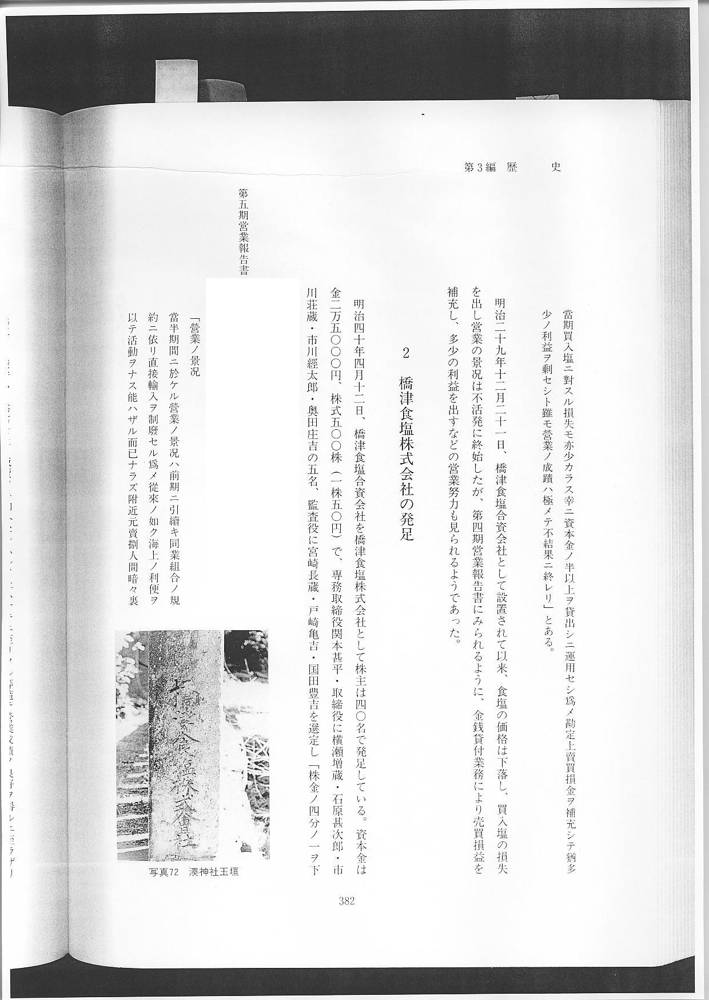 第3編　歴　　史
當期買入塩ニ對スル損失モ亦少カラス幸ニ資本金ノ半以上ヲ貸出シニ運用セシ爲メ勘定上賣買損金ヲ補充シテ猶多
少ノ利益ヲ剩セシト雖モ營業ノ成蹟ハ極メテ不結果ニ終レリ」とある。
明治二十九年十二月二十一日、橋津食塩合資会社として設置されて以来、食塩の価格は下落し、買入塩の損失
を出し営業の景況は不活発に終始したが、第四期営業報告書にみられるように、金銭貸付業務により売買損益を
補充し、多少の利益を出すなどの営業努力も見られるようであった。
2　橋津食塩株式会社の発足
明治四十年四月十二日、橋津食塩合資会社を橋津食塩株式会社として株主は四〇名で発足している。資本金は
金二万五〇〇〇円、株式五〇〇株（一株五〇円）で、専務取締役関本甚平・取締役に横瀬増蔵・石原甚次郎・市
川荘蔵・市川經太郎・奥田庄吉の五名、監査役に宮崎長蔵・戸崎亀吉・国田豊吉を選定し「株金ノ四分ノ一ヲ下
第五期営業報告書
「營業ノ景況
當半期間ニ於ケル營業ノ景況ハ前期ニ引續キ同業組合ノ規
約ニ依リ直接輸入ヲ制廢セル爲メ從來ノ如ク海上ノ利便ヲ
以テ活動ヲナス能ハザル而已ナラズ附近元賣捌人間暗々裏
橋津食塩株式會社
写真72　湊神社玉垣
382